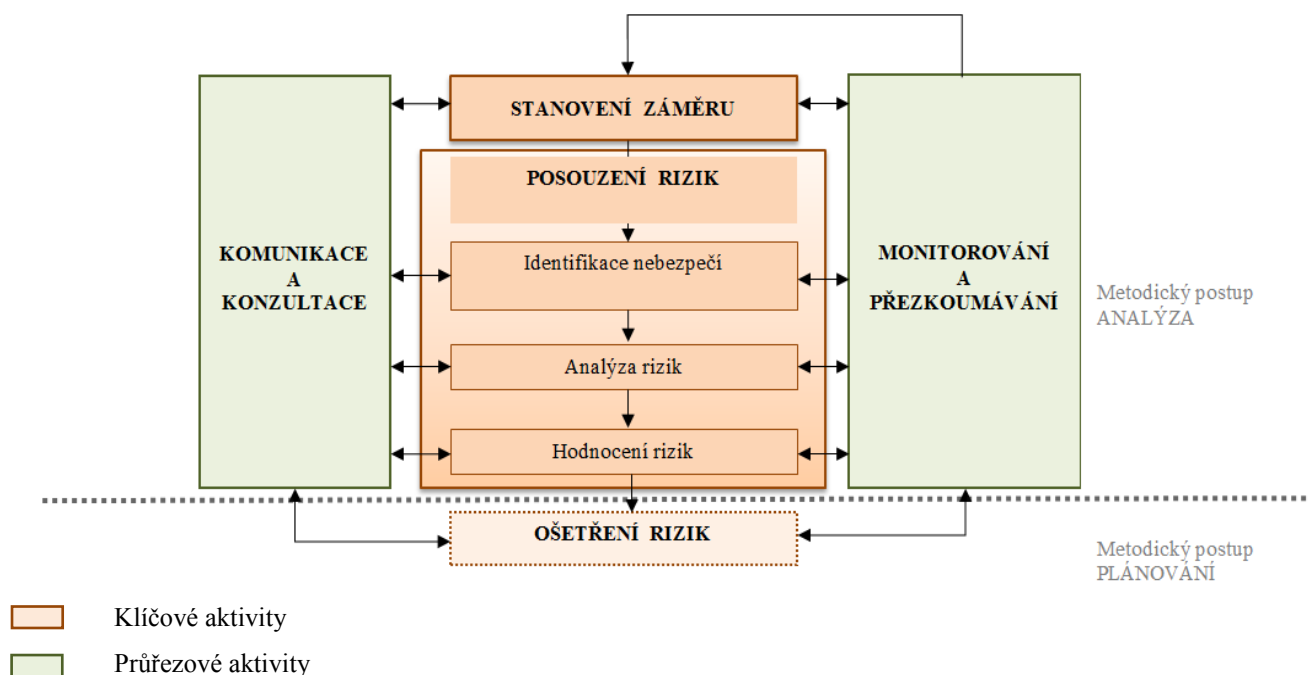 STANOVENÍ ZÁMĚRU
POSOUZENÍ RIZIK
KOMUNIKACE
A
KONZULTACE
Identifikace nebezpečí
MONITOROVÁNÍ
A
PŘEZKOUMÁVÁNÍ
Metodický postup
ANALÝZA
Analýza rizik
Hodnocení rizik
OŠETŘENÍ RIZIK
Metodický postup
PLÁNOVÁNÍ
Klíčové aktivity
Průřezové aktivity